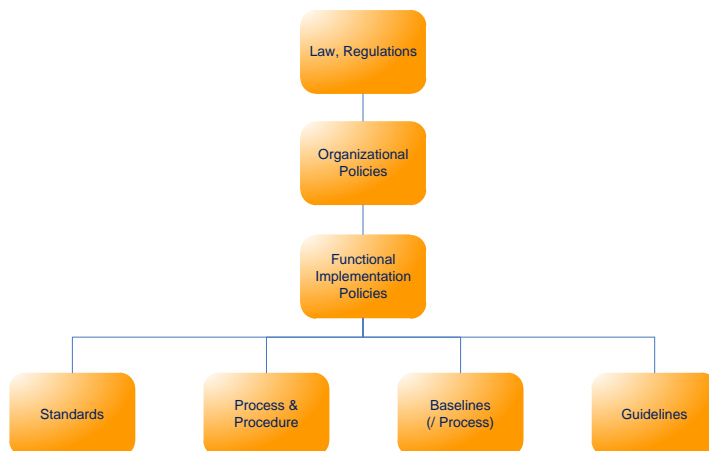 Law, Regulations
Organizational
Policies
Functional
Implementation
Policies
Standards
Process &
Procedure
Baselines
(/ Process)
Guidelines